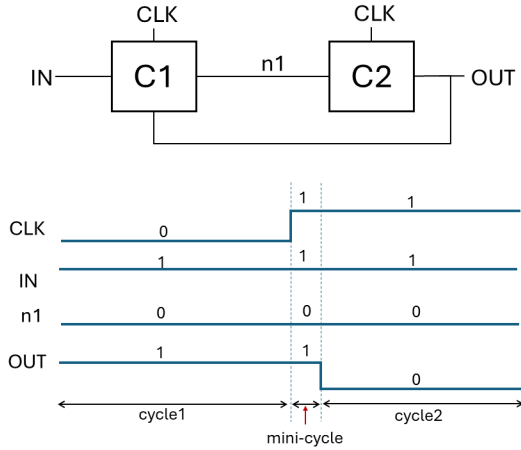 CLK CLK
IN C1 n1 C2 OUT
1 1
CLK 0
1 1 1
IN
n1 0 0 0
OUT 1 1
0
cycle1 cycle2
mini-cycle